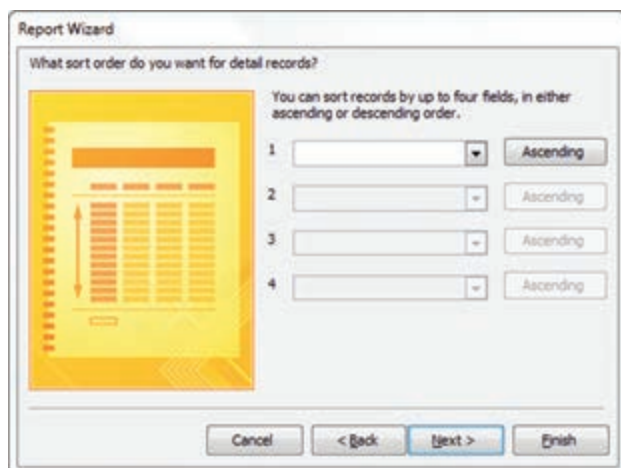 Report Wizard
What sort order do you want for detail records?
You can sort records by up to four fields, in either
ascending or descending order.
1 Ascending
2 Ascending
3 Ascending
4 Ascending
Cancel < Back Next > Finish